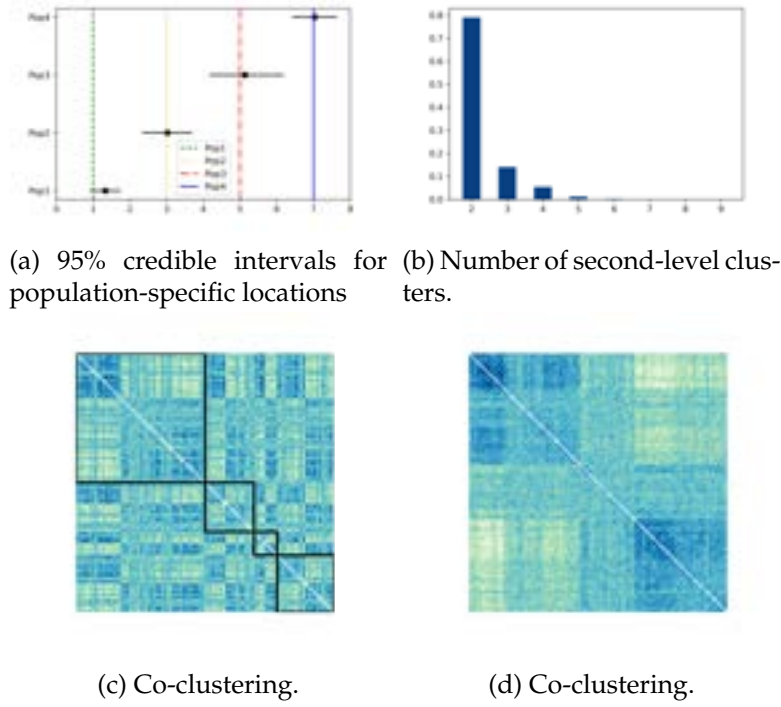 Pop4
Pop3
Pop2
Pop1
Pop1
Pop2
Pop3
Pop4
0 1 2 3 4 5 6 7 8
0.8
0.7
0.6
0.5
0.4
0.3
0.2
0.1
0.0
2 3 4 5 6 7 8 9
(a) 95% credible intervals for
population-specific locations
(b) Number of second-level clus-
ters.
(c) Co-clustering.
(d) Co-clustering.